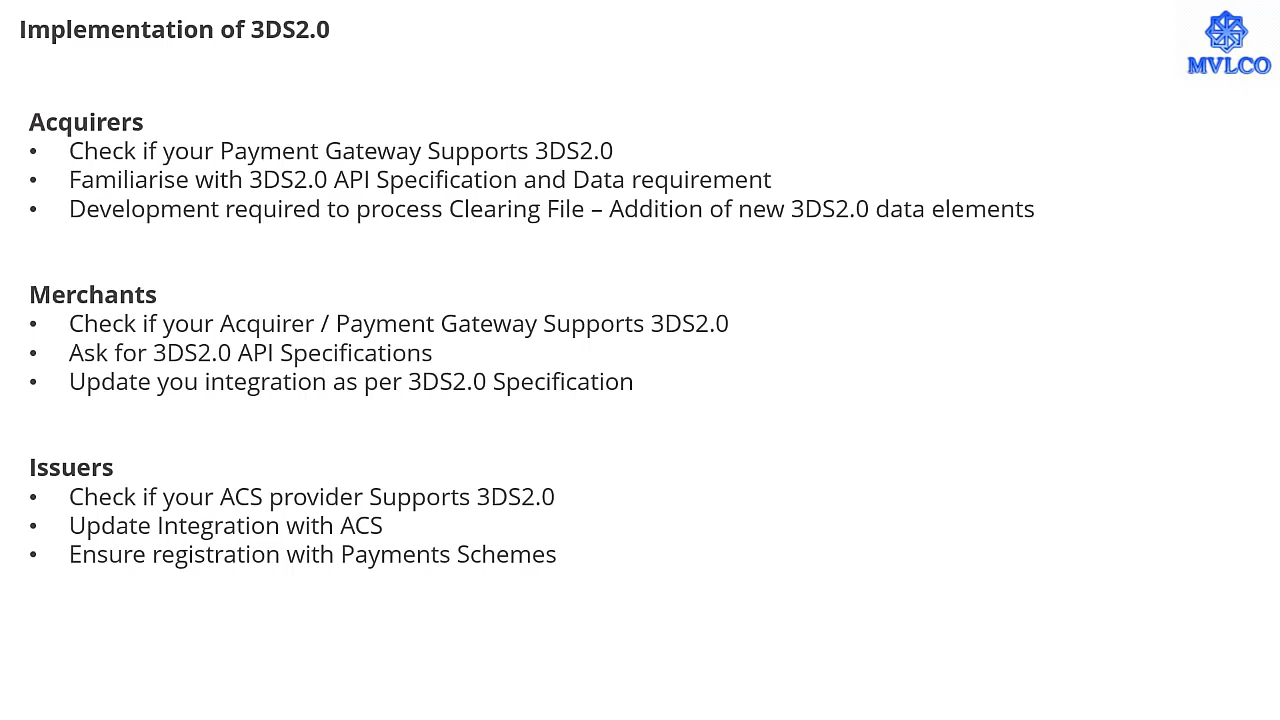 Implementation of 3DS2.0
MVLCO
Acquirers
• Check if your Payment Gateway Supports 3DS2.0
• Familiarise with 3DS2.0 API Specification and Data requirement
• Development required to process Clearing File – Addition of new 3DS2.0 data elements
Merchants
• Check if your Acquirer / Payment Gateway Supports 3DS2.0
• Ask for 3DS2.0 API Specifications
• Update you integration as per 3DS2.0 Specification
Issuers
• Check if your ACS provider Supports 3DS2.0
• Update Integration with ACS
• Ensure registration with Payments Schemes